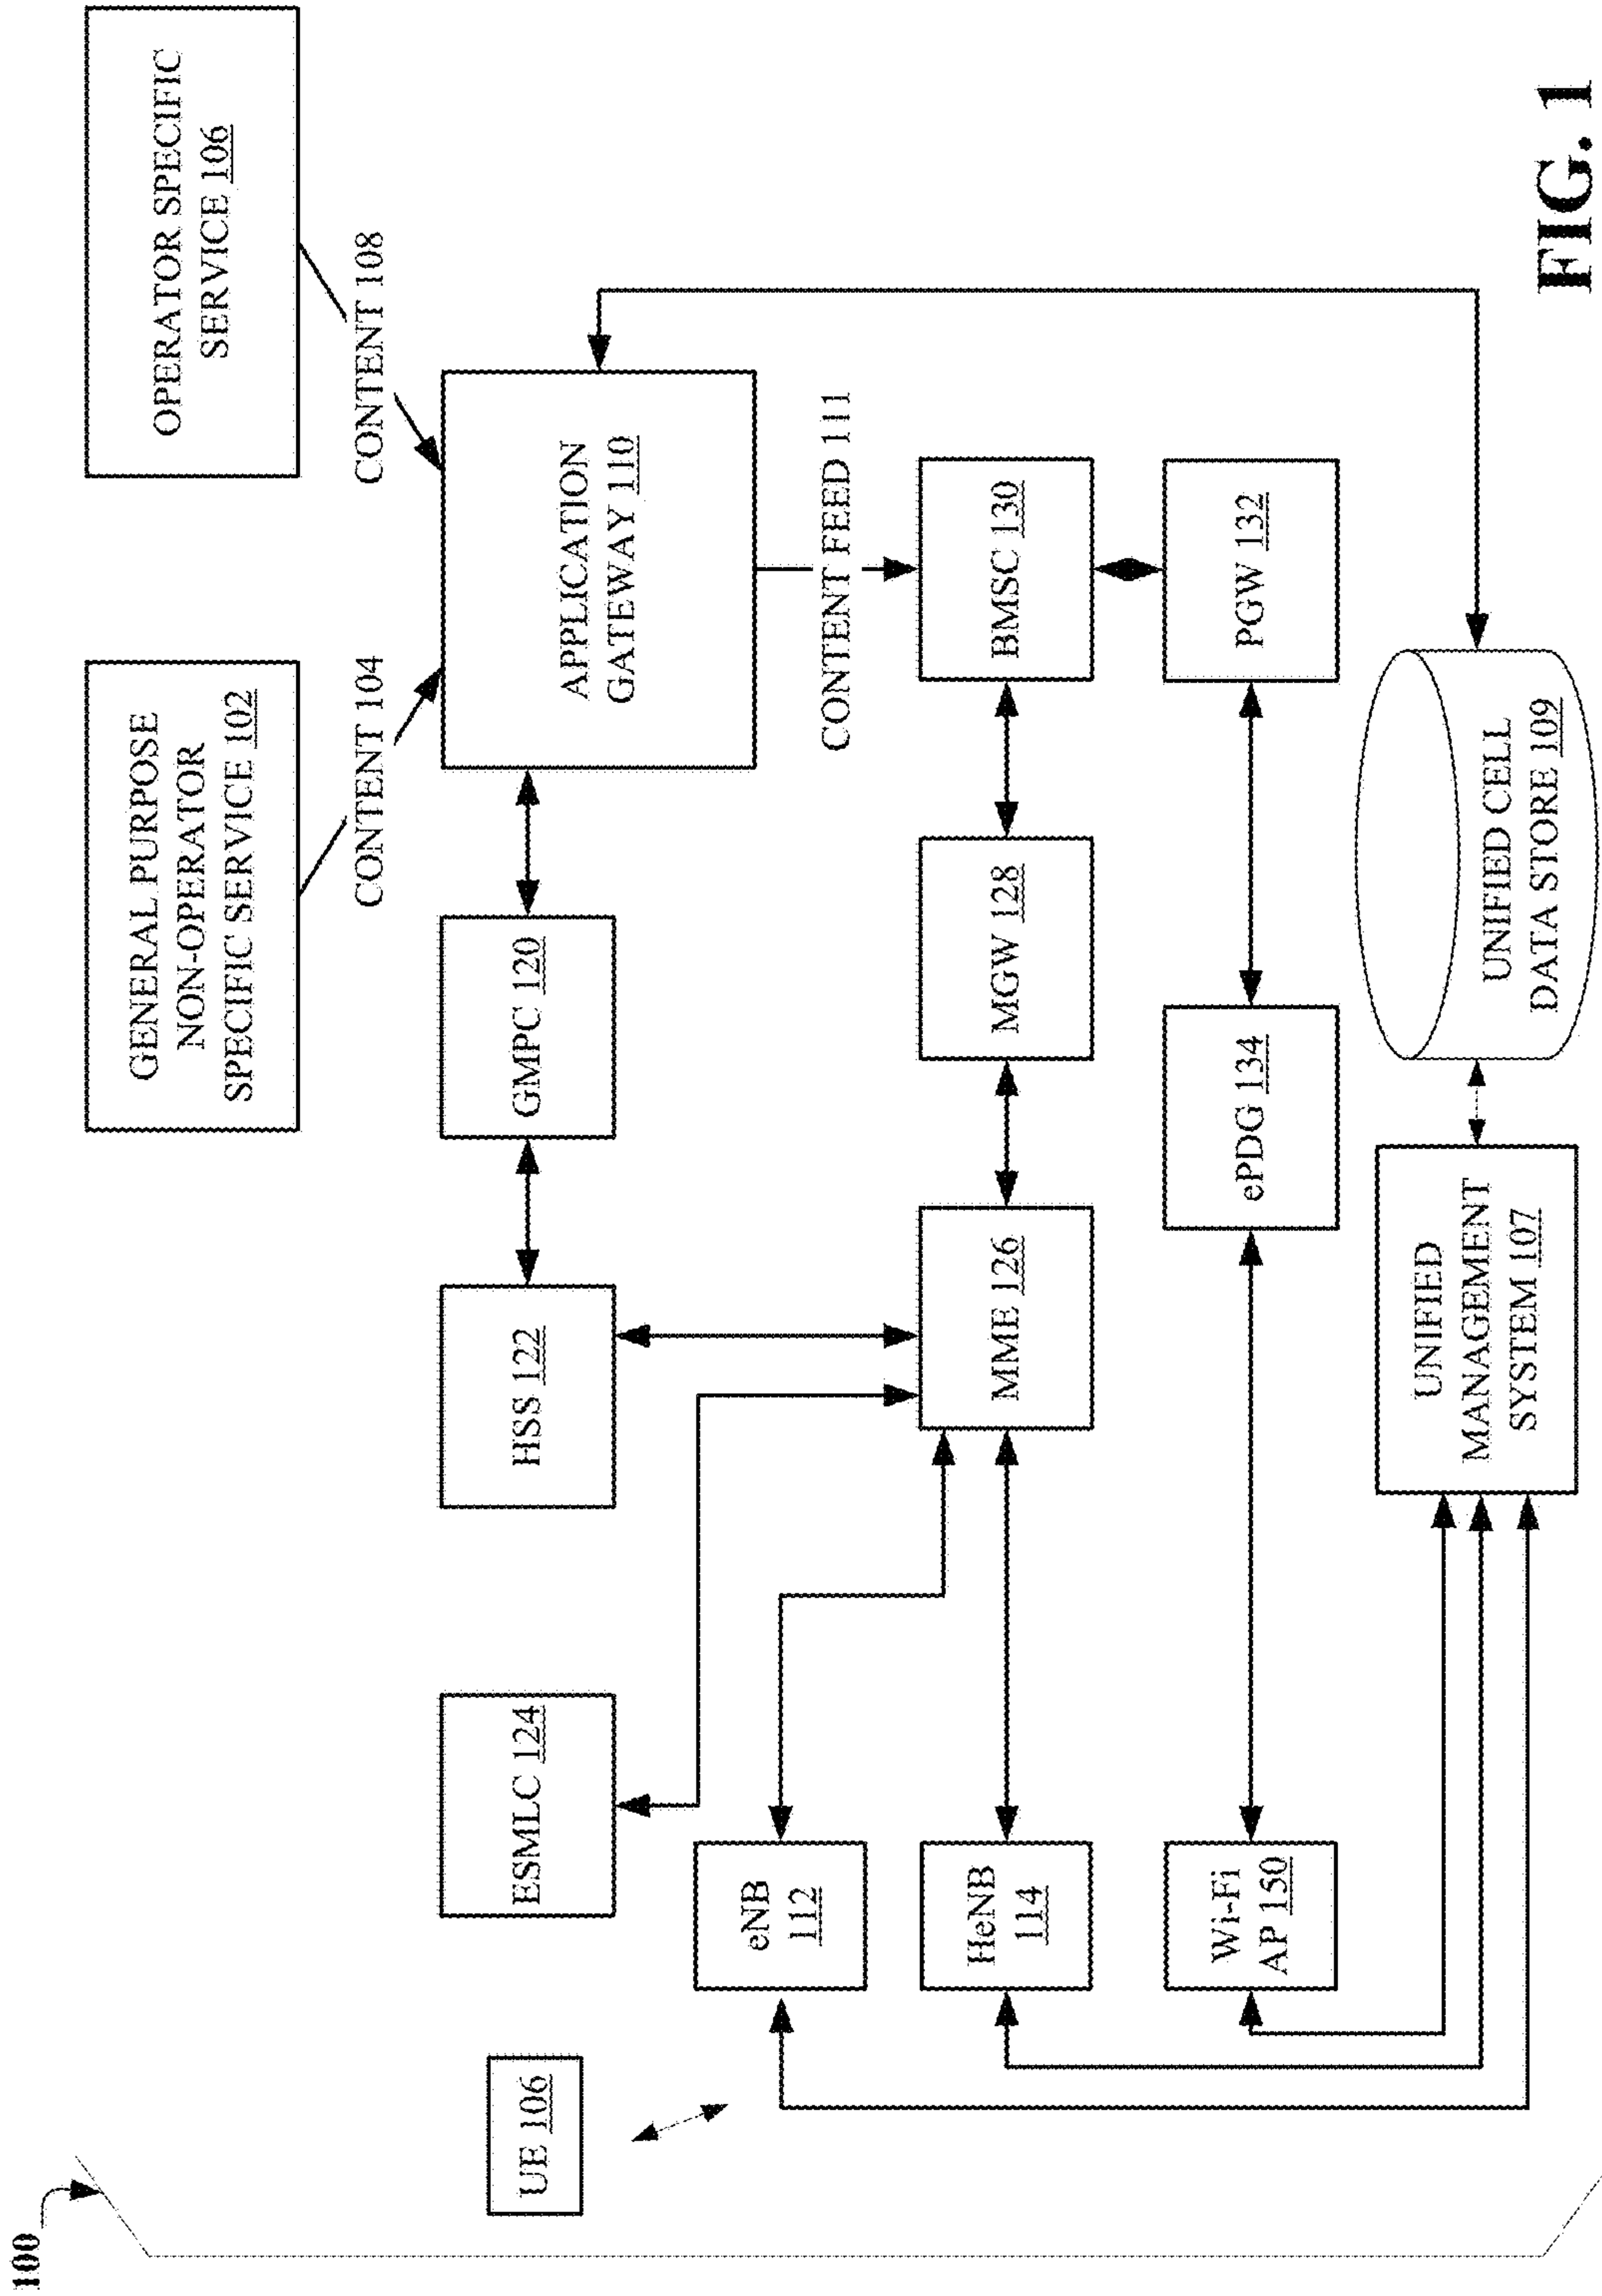 100
UE 106
ESMLC 124
HSS 122
GMPC 120
GENERAL PURPOSE
NON-OPERATOR
SPECIFIC SERVICE 102
CONTENT 104
OPERATOR SPECIFIC
SERVICE 106
CONTENT 108
APPLICATION
GATEWAY 110
CONTENT FEED 111
eNB
112
HeNB
114
MME 126
MGW 128
BMSC 130
Wi-Fi
AP 150
ePDG 134
PGW 132
UNIFIED
MANAGEMENT
SYSTEM 107
UNIFIED CELL
DATA STORE 109
FIG. 1